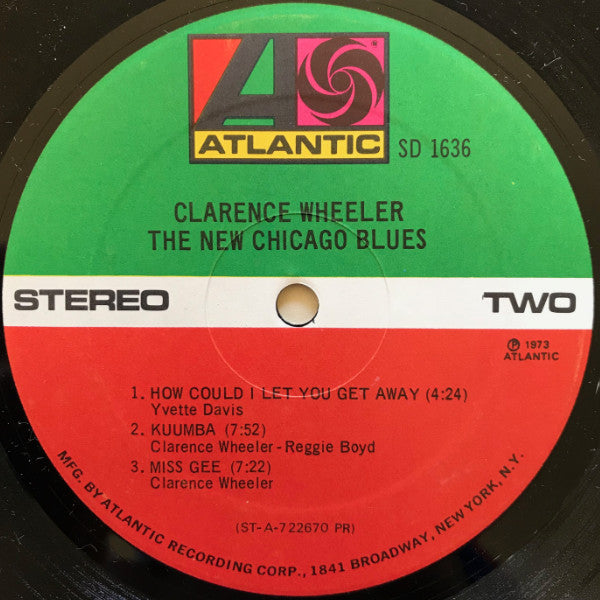 ATLANTIC
SD 1636
CLARENCE WHEELER
THE NEW CHICAGO BLUES
STEREO
TWO
℗ 1973
ATLANTIC
1. HOW COULD I LET YOU GET AWAY (4:24)
Yvette Davis
2. KUUMBA (7:52)
Clarence Wheeler - Reggie Boyd
3. MISS GEE (7:22)
Clarence Wheeler
(ST-A-722670 PR)
MFG. BY ATLANTIC RECORDING CORP., 1841 BROADWAY, NEW YORK, N.Y.